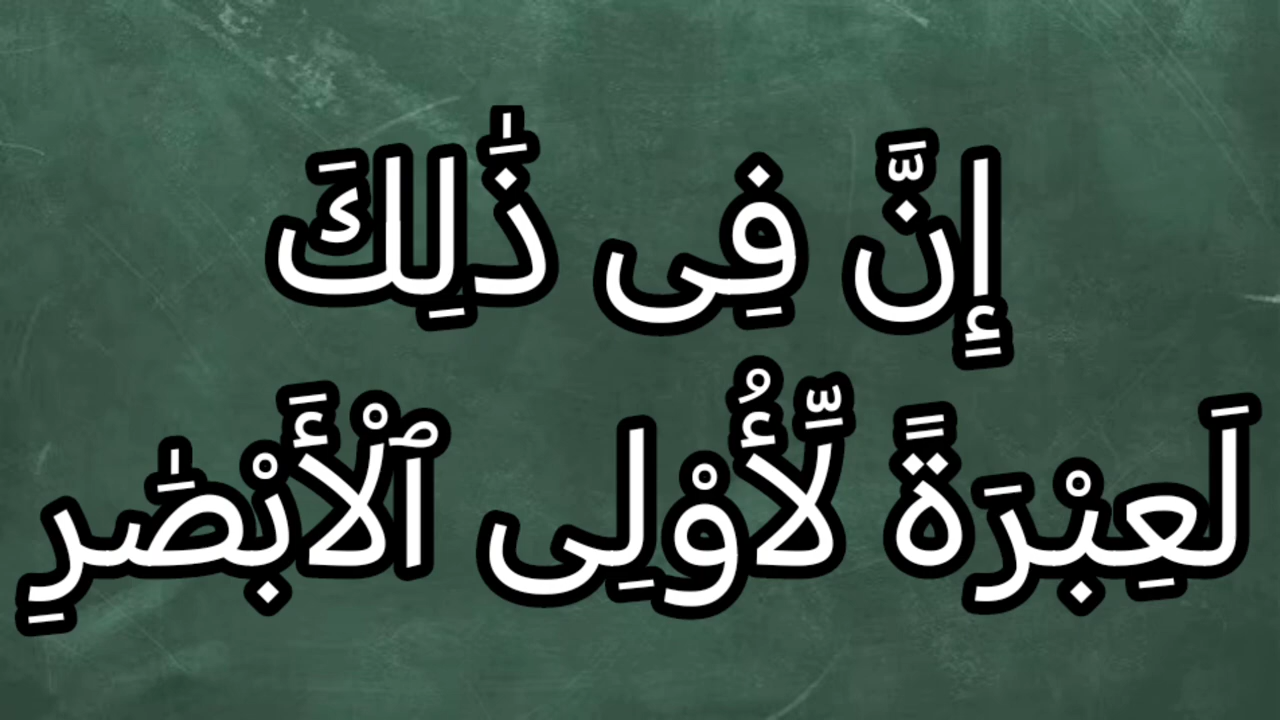 إِنَّ فِى ذَٰلِكَ
لَعِبْرَةً لِّأُوْلِى ٱلْأَبْصَٰرِ